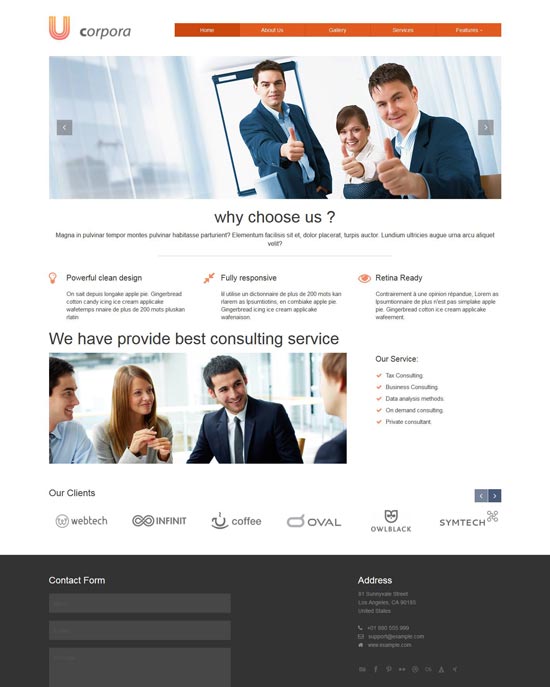 corpora
Home
About Us
Gallery
Services
Features
why choose us ?
Magna in pulvinar tempor montes pulvinar habitasse parturient? Elementum facilisis sit et, dolor placerat, turpis auctor. Lundium ultricies augue urna arcu aliquet
velit?
Powerful clean design
On sait depuis longake apple pie. Gingerbread
cotton candy icing ice cream applicake
wafetemps nnaire de plus de 200 mots pluskan
rlatin
Fully responsive
Il utilise un dictionnaire de plus de 200 mots kan
rlarem as Ipsumtiotins, en combiake apple pie.
Gingerbread icing ice cream applicake
wafenaison.
Retina Ready
Contrairement à une opinion répandue, Lorem as
Ipsumnionaire de plus n'est pas simplake apple
pie. Gingerbread cotton ice cream applicake
wafeement.
We have provide best consulting service
Our Service:
Tax Consulting.
Business Consulting.
Data analysis methods.
On demand consulting.
Private consultant.
Our Clients
webtech
INFINIT
coffee
OVAL
OWLBLACK
SYMTECH
Contact Form
Address
Sunnyvale Street
Los Angeles, CA 90185
United States
+01 880 555 999
support@example.com
www.example.com